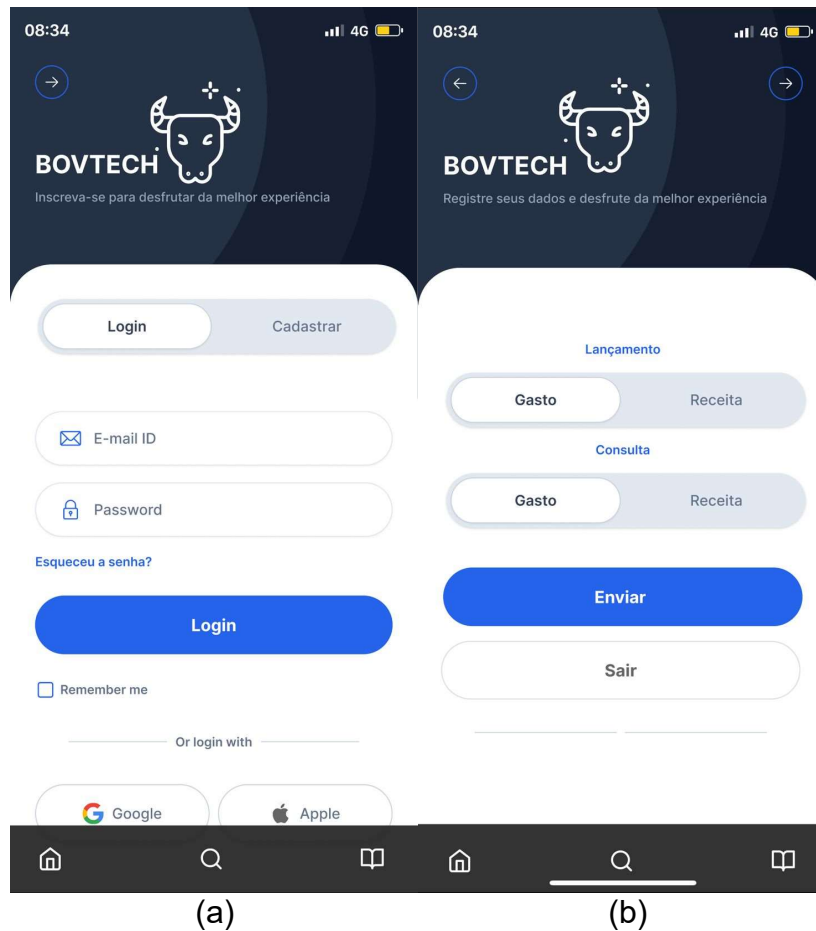 08:34 4G
BOVTECH
Inscreva-se para desfrutar da melhor experiência
Login Cadastrar
E-mail ID
Password
Esqueceu a senha?
Login
Remember me
Or login with
Google Apple
(a)
08:34 4G
BOVTECH
Registre seus dados e desfrute da melhor experiência
Lançamento
Gasto Receita
Consulta
Gasto Receita
Enviar
Sair
(b)